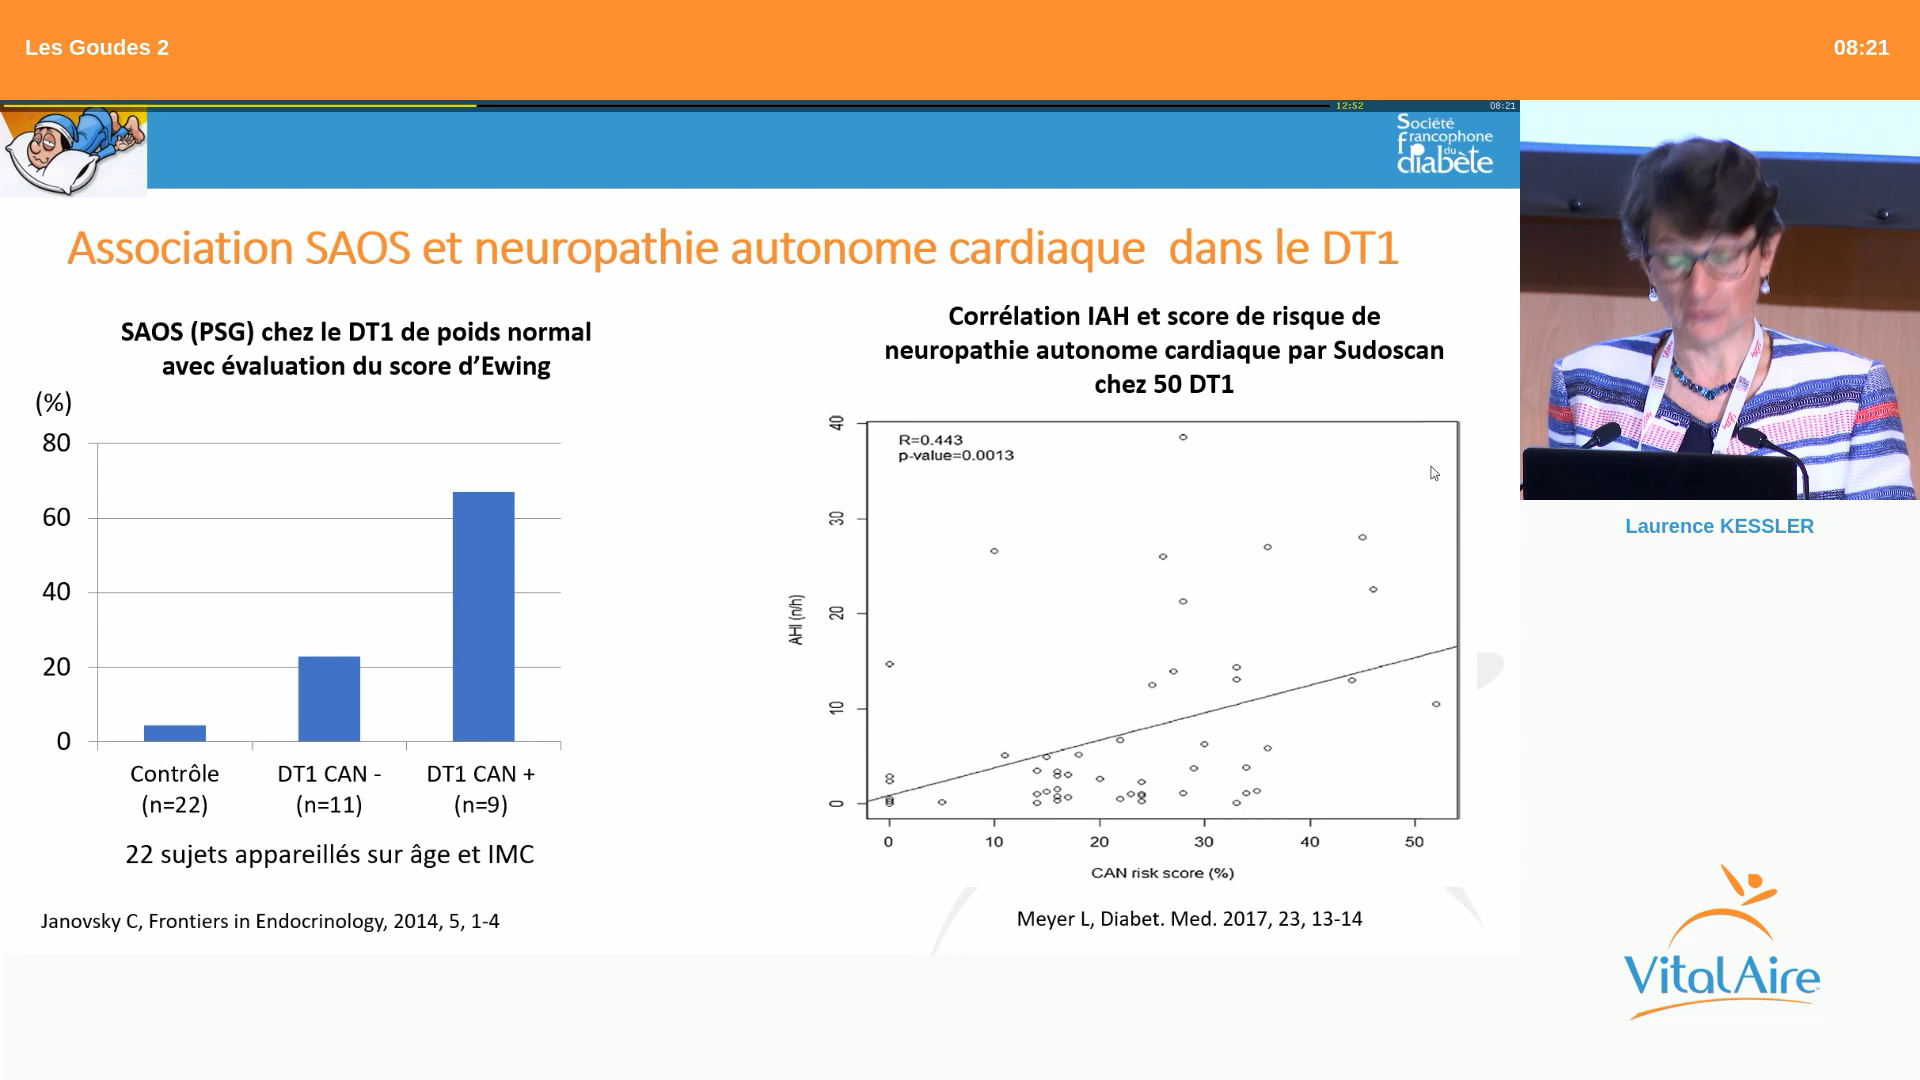 Les Goudes 2
08:21
12:52
08:21
Société
francophone
du
diabète
Association SAOS et neuropathie autonome cardiaque dans le DT1
SAOS (PSG) chez le DT1 de poids normal
avec évaluation du score d’Ewing
(%)
80
60
40
20
0
Contrôle
(n=22)
DT1 CAN -
(n=11)
DT1 CAN +
(n=9)
22 sujets appareillés sur âge et IMC
Janovsky C, Frontiers in Endocrinology, 2014, 5, 1-4
Corrélation IAH et score de risque de
neuropathie autonome cardiaque par Sudoscan
chez 50 DT1
R=0.443
p-value=0.0013
AHI (n/h)
40
30
20
10
0
0 10 20 30 40 50
CAN risk score (%)
Meyer L, Diabet. Med. 2017, 23, 13-14
Laurence KESSLER
VitalAire